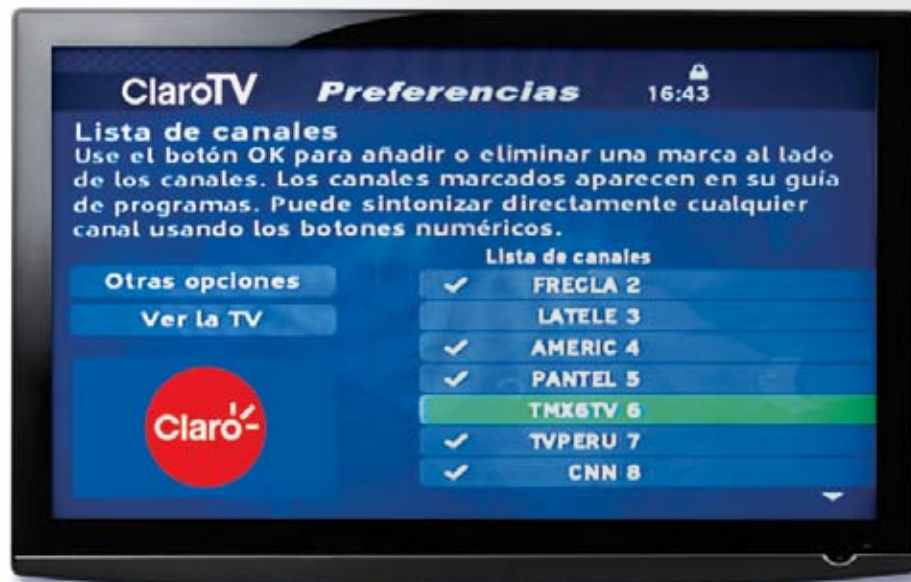 ClaroTV Preferencias 16:43
Lista de canales
Use el botón OK para añadir o eliminar una marca al lado
de los canales. Los canales marcados aparecen en su guía
de programas. Puede sintonizar directamente cualquier
canal usando los botones numéricos.
Lista de canales
Otras opciones
Ver la TV
Claro
FRECLA 2
LATELE 3
AMERIC 4
PANTEL 5
TMX6TV 6
TVPERU 7
CNN 8